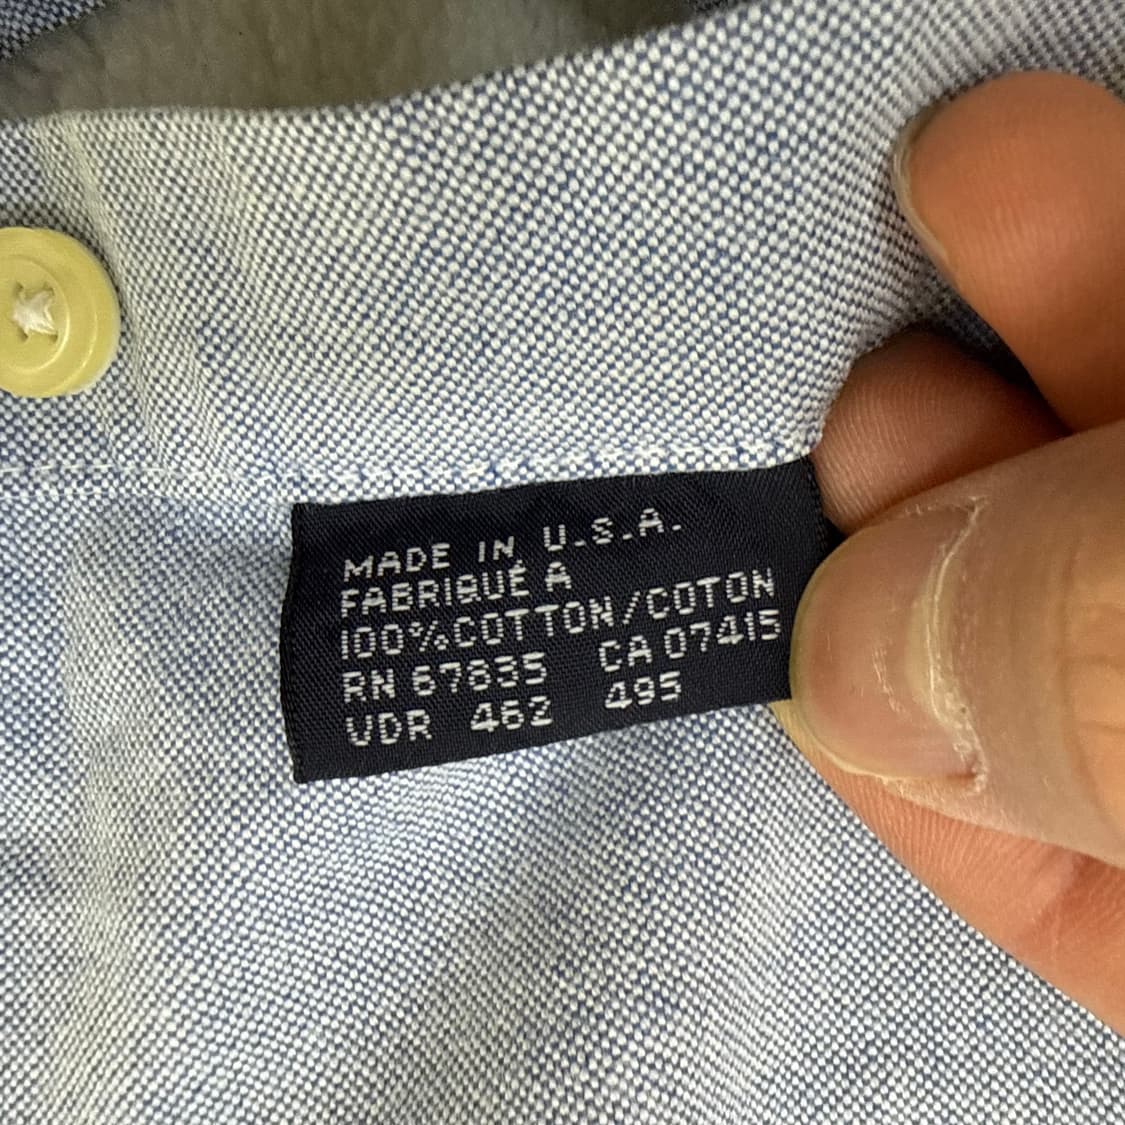 MADE IN U.S.A.
FABRIQUÉ A
100%COTTON/COTON
RN 67835 CA 07415
VDR 462 495